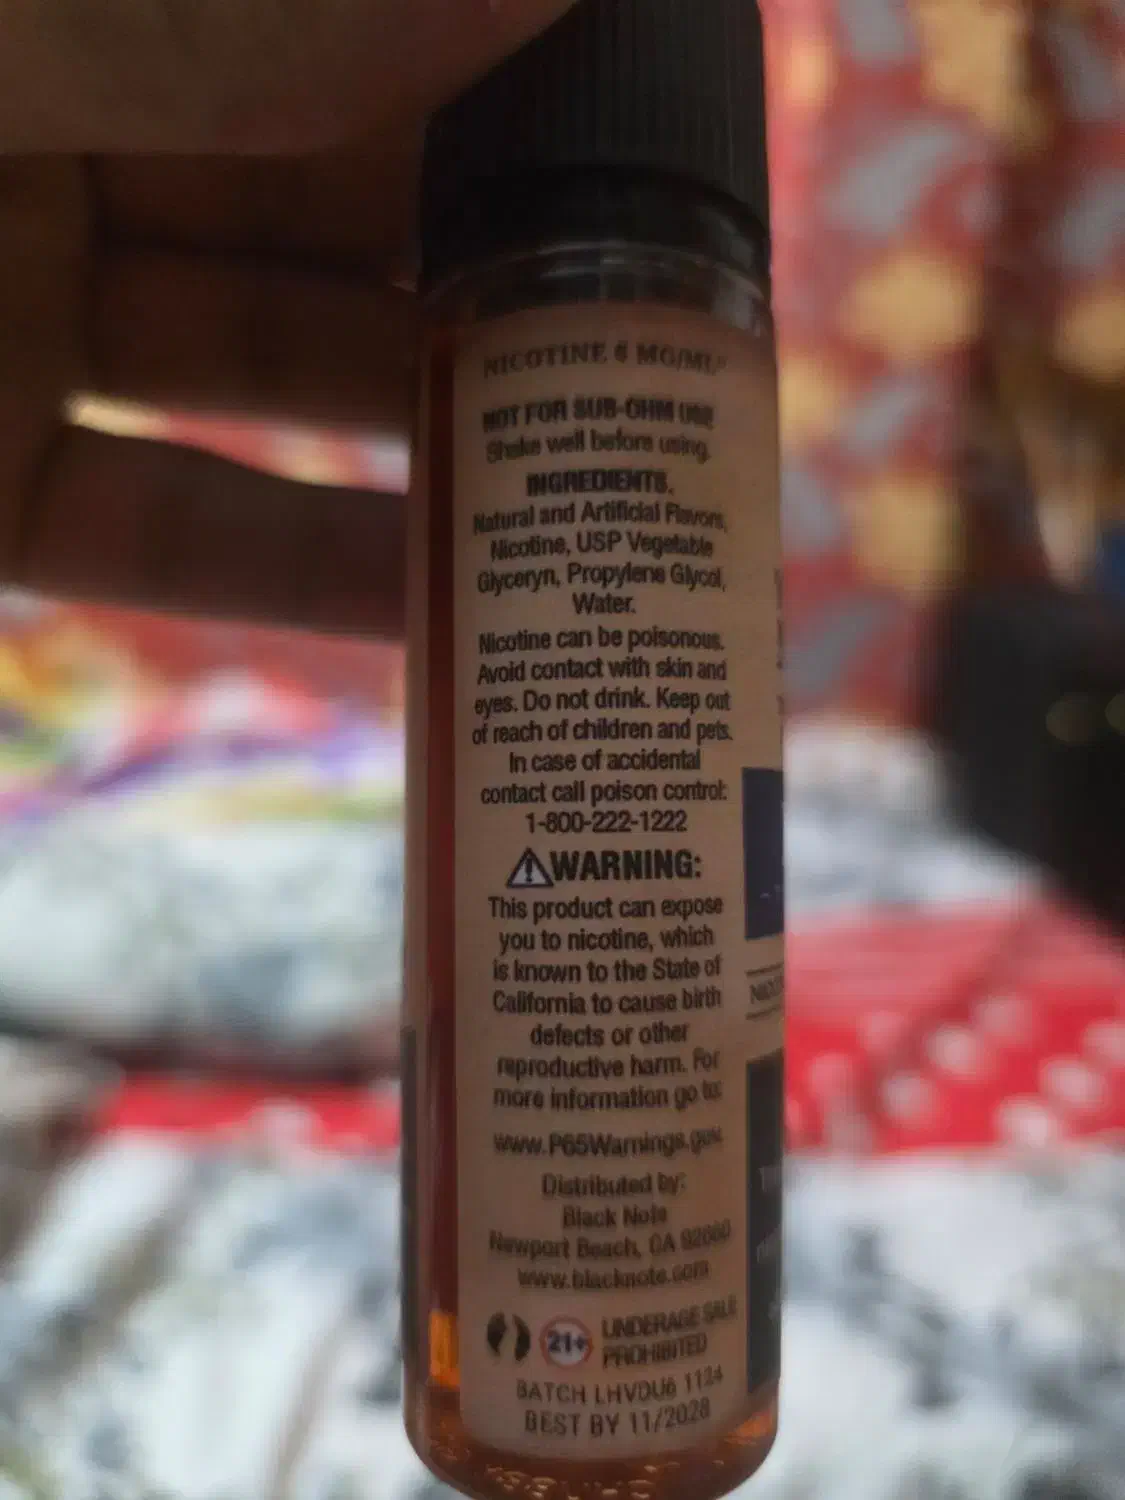 NICOTINE 6 MG/ML
NOT FOR SUB-OHM USE
Shake well before using.
INGREDIENTS.
Natural and Artificial Flavors,
Nicotine, USP Vegetable
Glyceryn, Propylene Glycol,
Water.
Nicotine can be poisonous.
Avoid contact with skin and
eyes. Do not drink. Keep out
of reach of children and pets.
In case of accidental
contact call poison control:
1-800-222-1222
WARNING:
This product can expose
you to nicotine, which
is known to the State of
California to cause birth
defects or other
reproductive harm. For
more information go to:
www.P65Warnings.gov.
Distributed by:
Black Note
Newport Beach, CA 92660
www.blacknote.com
21+
UNDERAGE SALE
PROHIBITED
BATCH LHVDU6 1124
BEST BY 11/2028